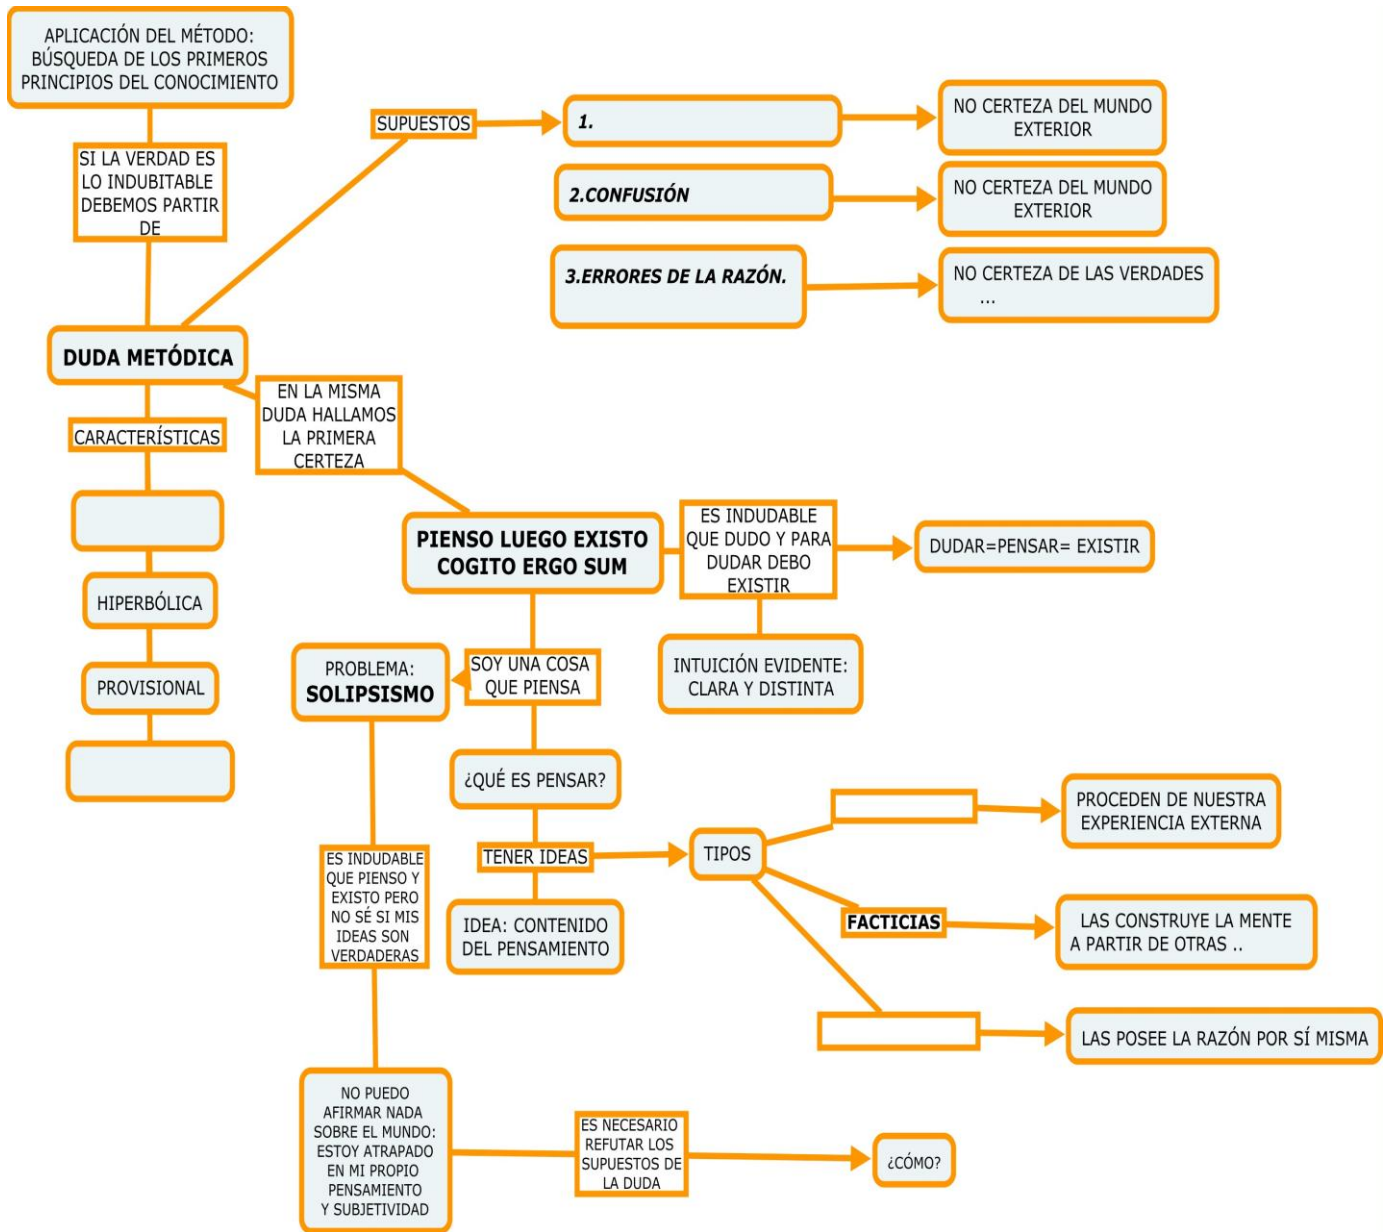 APLICACIÓN DEL MÉTODO:
BÚSQUEDA DE LOS PRIMEROS
PRINCIPIOS DEL CONOCIMIENTO
SI LA VERDAD ES
LO INDUBITABLE
DEBEMOS PARTIR
DE
SUPUESTOS
1.
NO CERTEZA DEL MUNDO
EXTERIOR
2.CONFUSIÓN
NO CERTEZA DEL MUNDO
EXTERIOR
3.ERRORES DE LA RAZÓN.
NO CERTEZA DE LAS VERDADES
...
DUDA METÓDICA
CARACTERÍSTICAS
HIPERBÓLICA
PROVISIONAL
EN LA MISMA
DUDA HALLAMOS
LA PRIMERA
CERTEZA
PIENSO LUEGO EXISTO
COGITO ERGO SUM
ES INDUDABLE
QUE DUDO Y PARA
DUDAR DEBO
EXISTIR
DUDAR=PENSAR= EXISTIR
INTUICIÓN EVIDENTE:
CLARA Y DISTINTA
SOY UNA COSA
QUE PIENSA
PROBLEMA:
SOLIPSISMO
¿QUÉ ES PENSAR?
TENER IDEAS
IDEA: CONTENIDO
DEL PENSAMIENTO
TIPOS
PROCEDEN DE NUESTRA
EXPERIENCIA EXTERNA
FACTICIAS
LAS CONSTRUYE LA MENTE
A PARTIR DE OTRAS ..
LAS POSEE LA RAZÓN POR SÍ MISMA
ES INDUDABLE
QUE PIENSO Y
EXISTO PERO
NO SÉ SI MIS
IDEAS SON
VERDADERAS
NO PUEDO
AFIRMAR NADA
SOBRE EL MUNDO:
ESTOY ATRAPADO
EN MI PROPIO
PENSAMIENTO
Y SUBJETIVIDAD
ES NECESARIO
REFUTAR LOS
SUPUESTOS DE
LA DUDA
¿CÓMO?